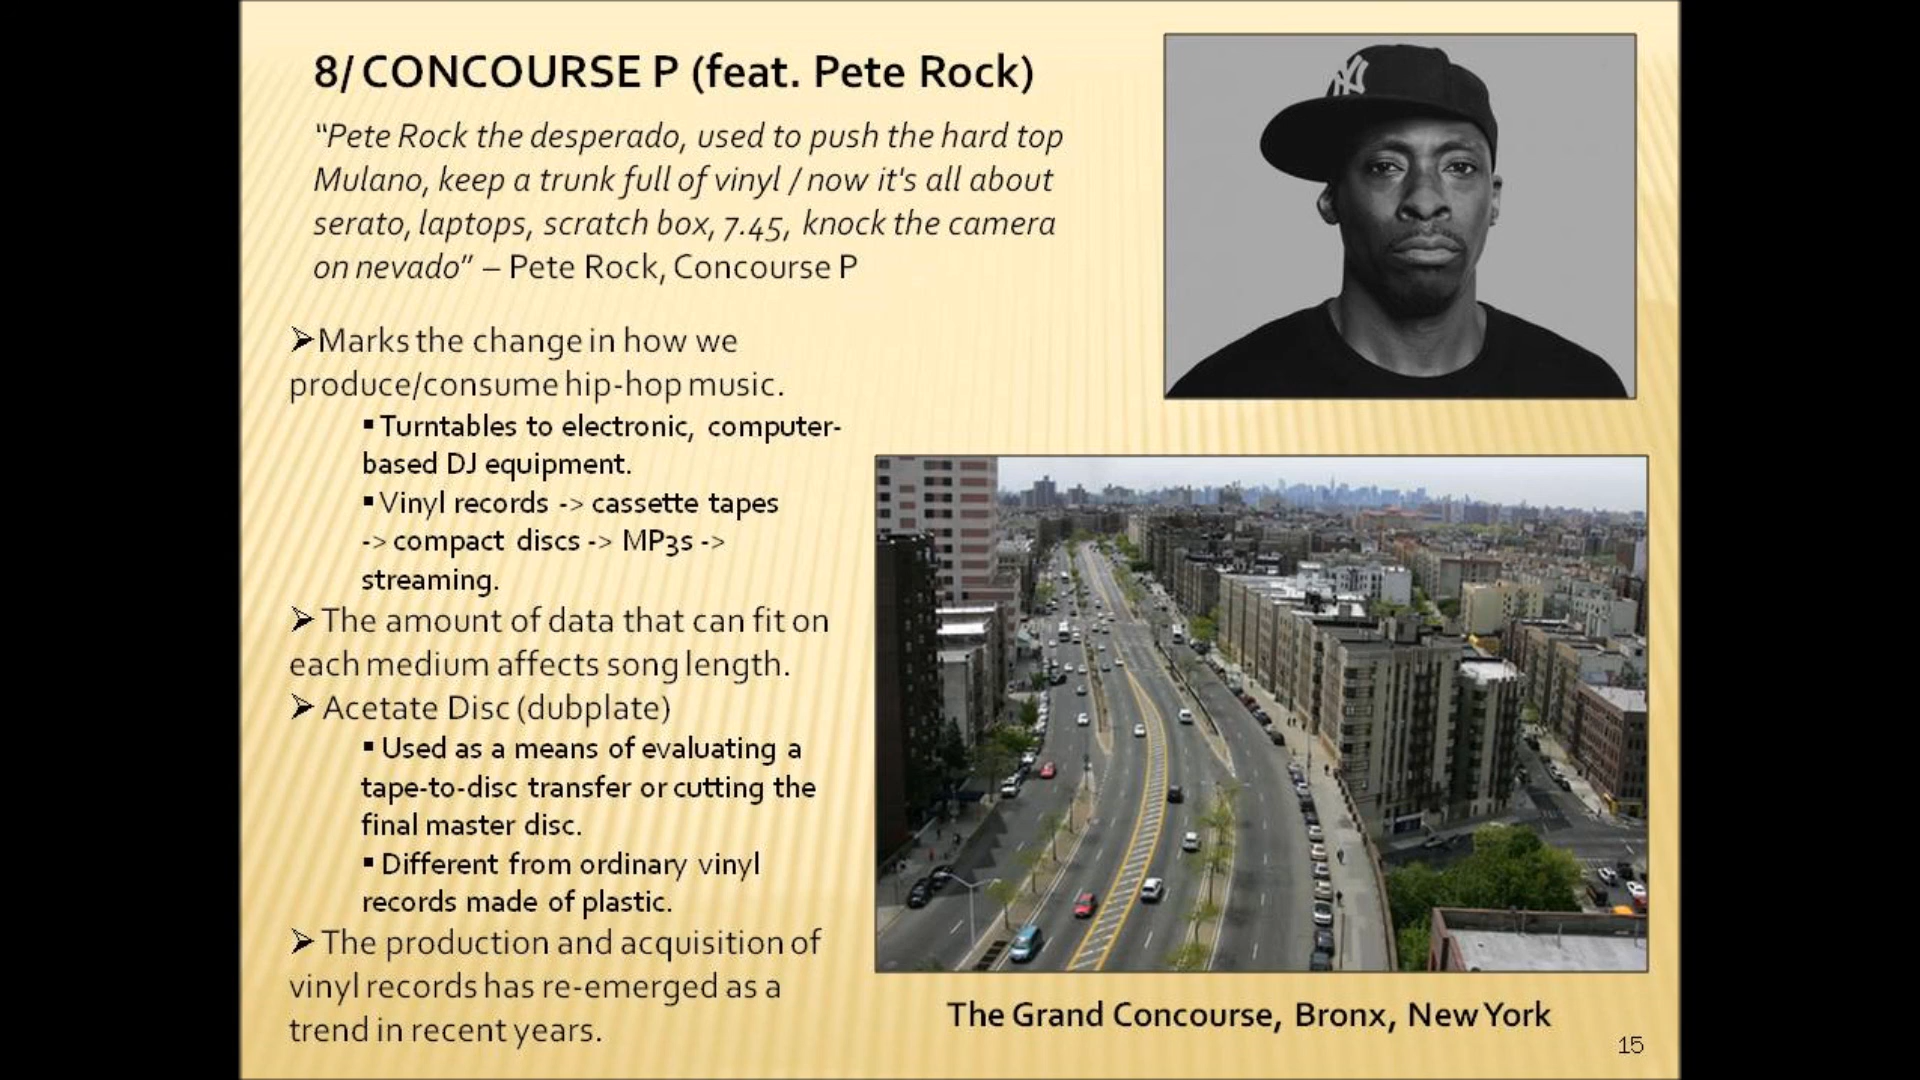 8/ CONCOURSE P (feat. Pete Rock)
“Pete Rock the desperado, used to push the hard top
Mulano, keep a trunk full of vinyl / now it's all about
serato, laptops, scratch box, 7.45, knock the camera
on nevado” – Pete Rock, Concourse P
➢Marks the change in how we
produce/consume hip-hop music.
▪Turntables to electronic, computer-
based DJ equipment.
▪Vinyl records -> cassette tapes
-> compact discs -> MP3s ->
streaming.
➢The amount of data that can fit on
each medium affects song length.
➢ Acetate Disc (dubplate)
▪ Used as a means of evaluating a
tape-to-disc transfer or cutting the
final master disc.
▪ Different from ordinary vinyl
records made of plastic.
➢ The production and acquisition of
vinyl records has re-emerged as a
trend in recent years.
NY
The Grand Concourse, Bronx, New York
15